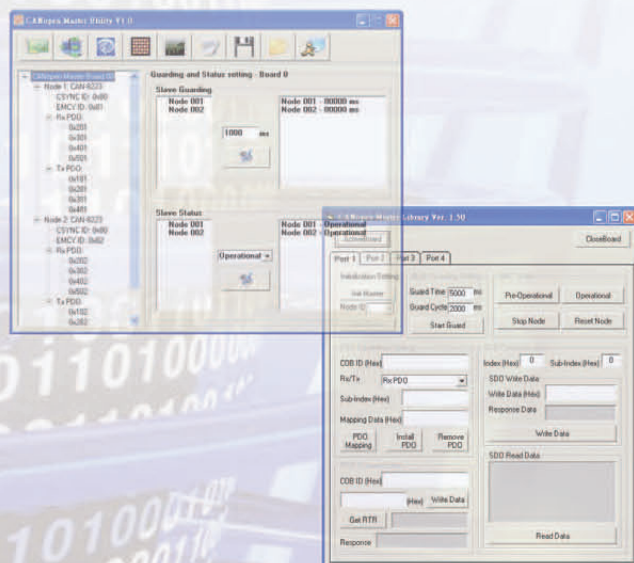 CANopen Master Utility V1.0
CANopen Master Board 0
Node 1: CAN-8223
CSYNC ID: 0x80
EMCY ID: 0x81
Rx PDO:
0x201
0x301
0x401
0x501
Tx PDO:
0x181
0x281
0x381
0x481
Node 2: CAN-8223
CSYNC ID: 0x80
EMCY ID: 0x82
Rx PDO:
0x202
0x302
0x402
0x502
Tx PDO:
0x182
0x282
Guarding and Status setting - Board 0
Slave Guarding
Node 001
Node 002
1000 ms
Node 001 - 00000 ms
Node 002 - 00000 ms
Slave Status
Node 001
Node 002
Operational
Node 001 - Operational
Node 002 - Operational
CANopen Master Library Ver. 1.50
ActiveBoard
CloseBoard
Port 1 Port 2 Port 3 Port 4
Init Master
Node ID
Guard Time 5000 ms
Guard Cycle 2000 ms
Start Guard
Pre-Operational Operational
Stop Node Reset Node
COB ID (Hex)
Rx/Tx RxPDO
Sub-Index (Hex)
Mapping Data (Hex)
PDO Mapping
Install PDO
Remove PDO
COB ID (Hex)
(Hex) Write Data
Get RTR
Response
Index (Hex) 0 Sub-Index (Hex) 0
SDO Write Data
Write Data (Hex)
Response Data
Write Data
SDO Read Data
Read Data